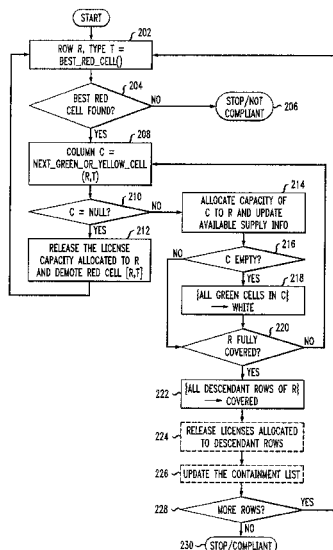 START
202
ROW R, TYPE T =
BEST_RED_CELL()
204
BEST RED
CELL FOUND?
NO
STOP/NOT
COMPLIANT
206
YES
208
COLUMN C =
NEXT_GREEN_OR_YELLOW_CELL
(R,T)
210
C = NULL?
NO
YES
212
RELEASE THE LICENSE
CAPACITY ALLOCATED TO R
AND DEMOTE RED CELL [R,T]
214
ALLOCATE CAPACITY OF
C TO R AND UPDATE
AVAILABLE SUPPLY INFO
216
NO
C EMPTY?
YES
218
{ALL GREEN CELLS IN C}
→ WHITE
220
R FULLY
COVERED?
NO
YES
222
{ALL DESCENDANT ROWS OF R}
→ COVERED
224
RELEASE LICENSES ALLOCATED
TO DESCENDANT ROWS
226
UPDATE THE CONTAINMENT LIST
228
MORE ROWS?
YES
NO
230
STOP/COMPLIANT